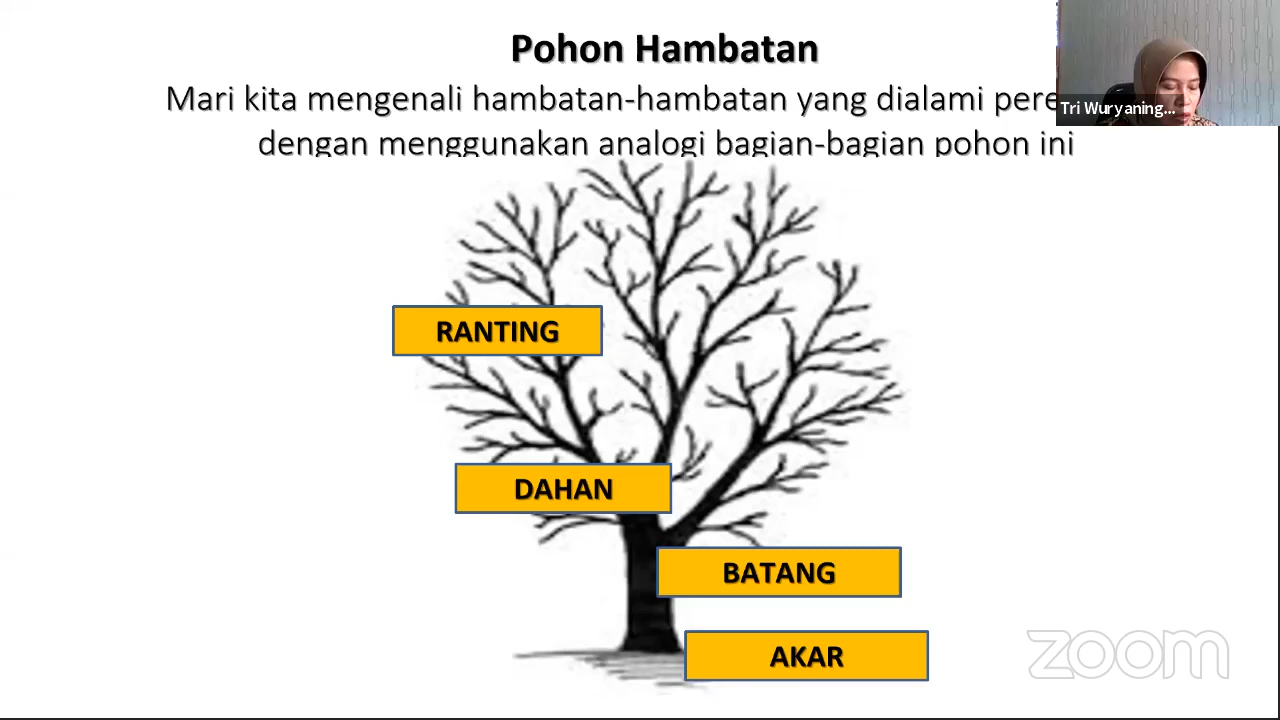 Pohon Hambatan
Mari kita mengenali hambatan-hambatan yang dialami
dengan menggunakan analogi bagian-bagian pohon ini
Tri Wuryaning...
RANTING
DAHAN
BATANG
AKAR
zoom